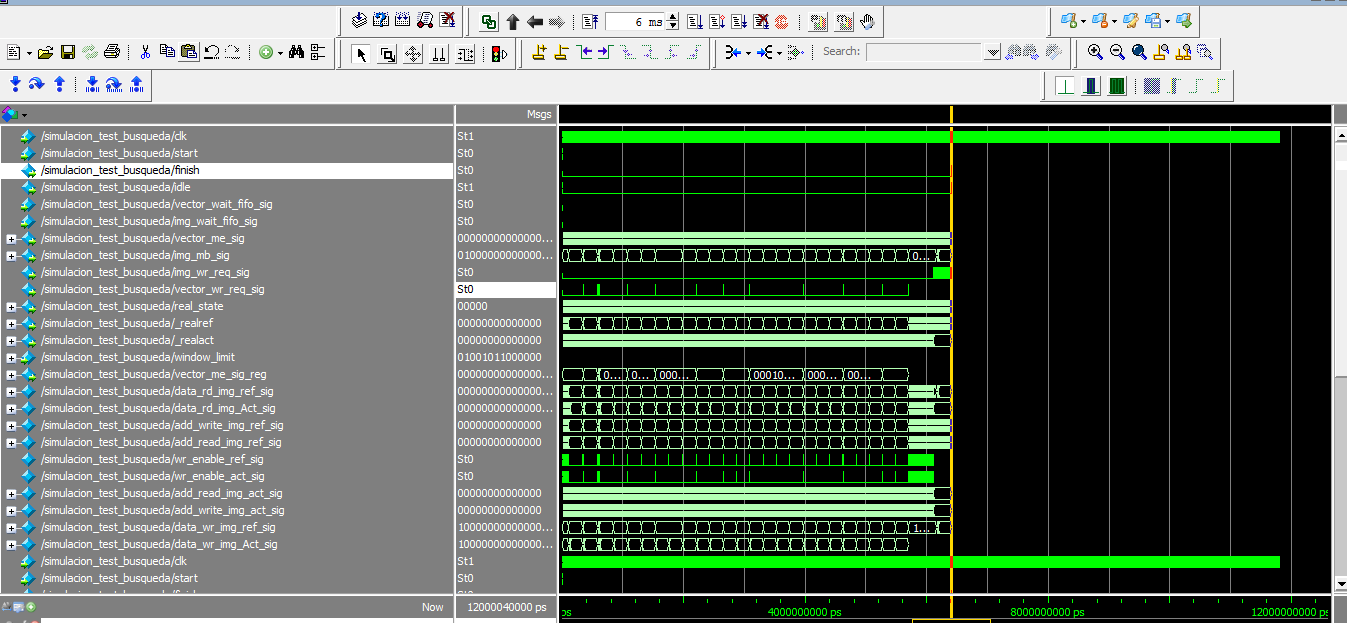 6 ms
Search:
Msgs
/simulacion_test_busqueda/clk St1
/simulacion_test_busqueda/start St0
/simulacion_test_busqueda/finish St0
/simulacion_test_busqueda/idle St1
/simulacion_test_busqueda/vector_wait_fifo_sig St0
/simulacion_test_busqueda/img_wait_fifo_sig St0
/simulacion_test_busqueda/vector_me_sig 00000000000000...
/simulacion_test_busqueda/img_mb_sig 01000000000000... 0...
/simulacion_test_busqueda/img_wr_req_sig St0
/simulacion_test_busqueda/vector_wr_req_sig St0
/simulacion_test_busqueda/real_state 00000
/simulacion_test_busqueda/_realref 00000000000000
/simulacion_test_busqueda/_realact 00000000000000
/simulacion_test_busqueda/window_limit 01001011000000
/simulacion_test_busqueda/vector_me_sig_reg 00000000000000... 0... 0... 000... 00010... 000... 00...
/simulacion_test_busqueda/data_rd_img_ref_sig 00000000000000...
/simulacion_test_busqueda/data_rd_img_Act_sig 00000000000000...
/simulacion_test_busqueda/add_write_img_ref_sig 00000000000000
/simulacion_test_busqueda/add_read_img_ref_sig 00000000000000
/simulacion_test_busqueda/wr_enable_ref_sig St0
/simulacion_test_busqueda/wr_enable_act_sig St0
/simulacion_test_busqueda/add_read_img_act_sig 00000000000000
/simulacion_test_busqueda/add_write_img_act_sig 00000000000000
/simulacion_test_busqueda/data_wr_img_ref_sig 10000000000000... 1...
/simulacion_test_busqueda/data_wr_img_Act_sig 10000000000000...
/simulacion_test_busqueda/clk St1
/simulacion_test_busqueda/start St0
Now 12000040000 ps ps 4000000000 ps 8000000000 ps 12000000000 ps